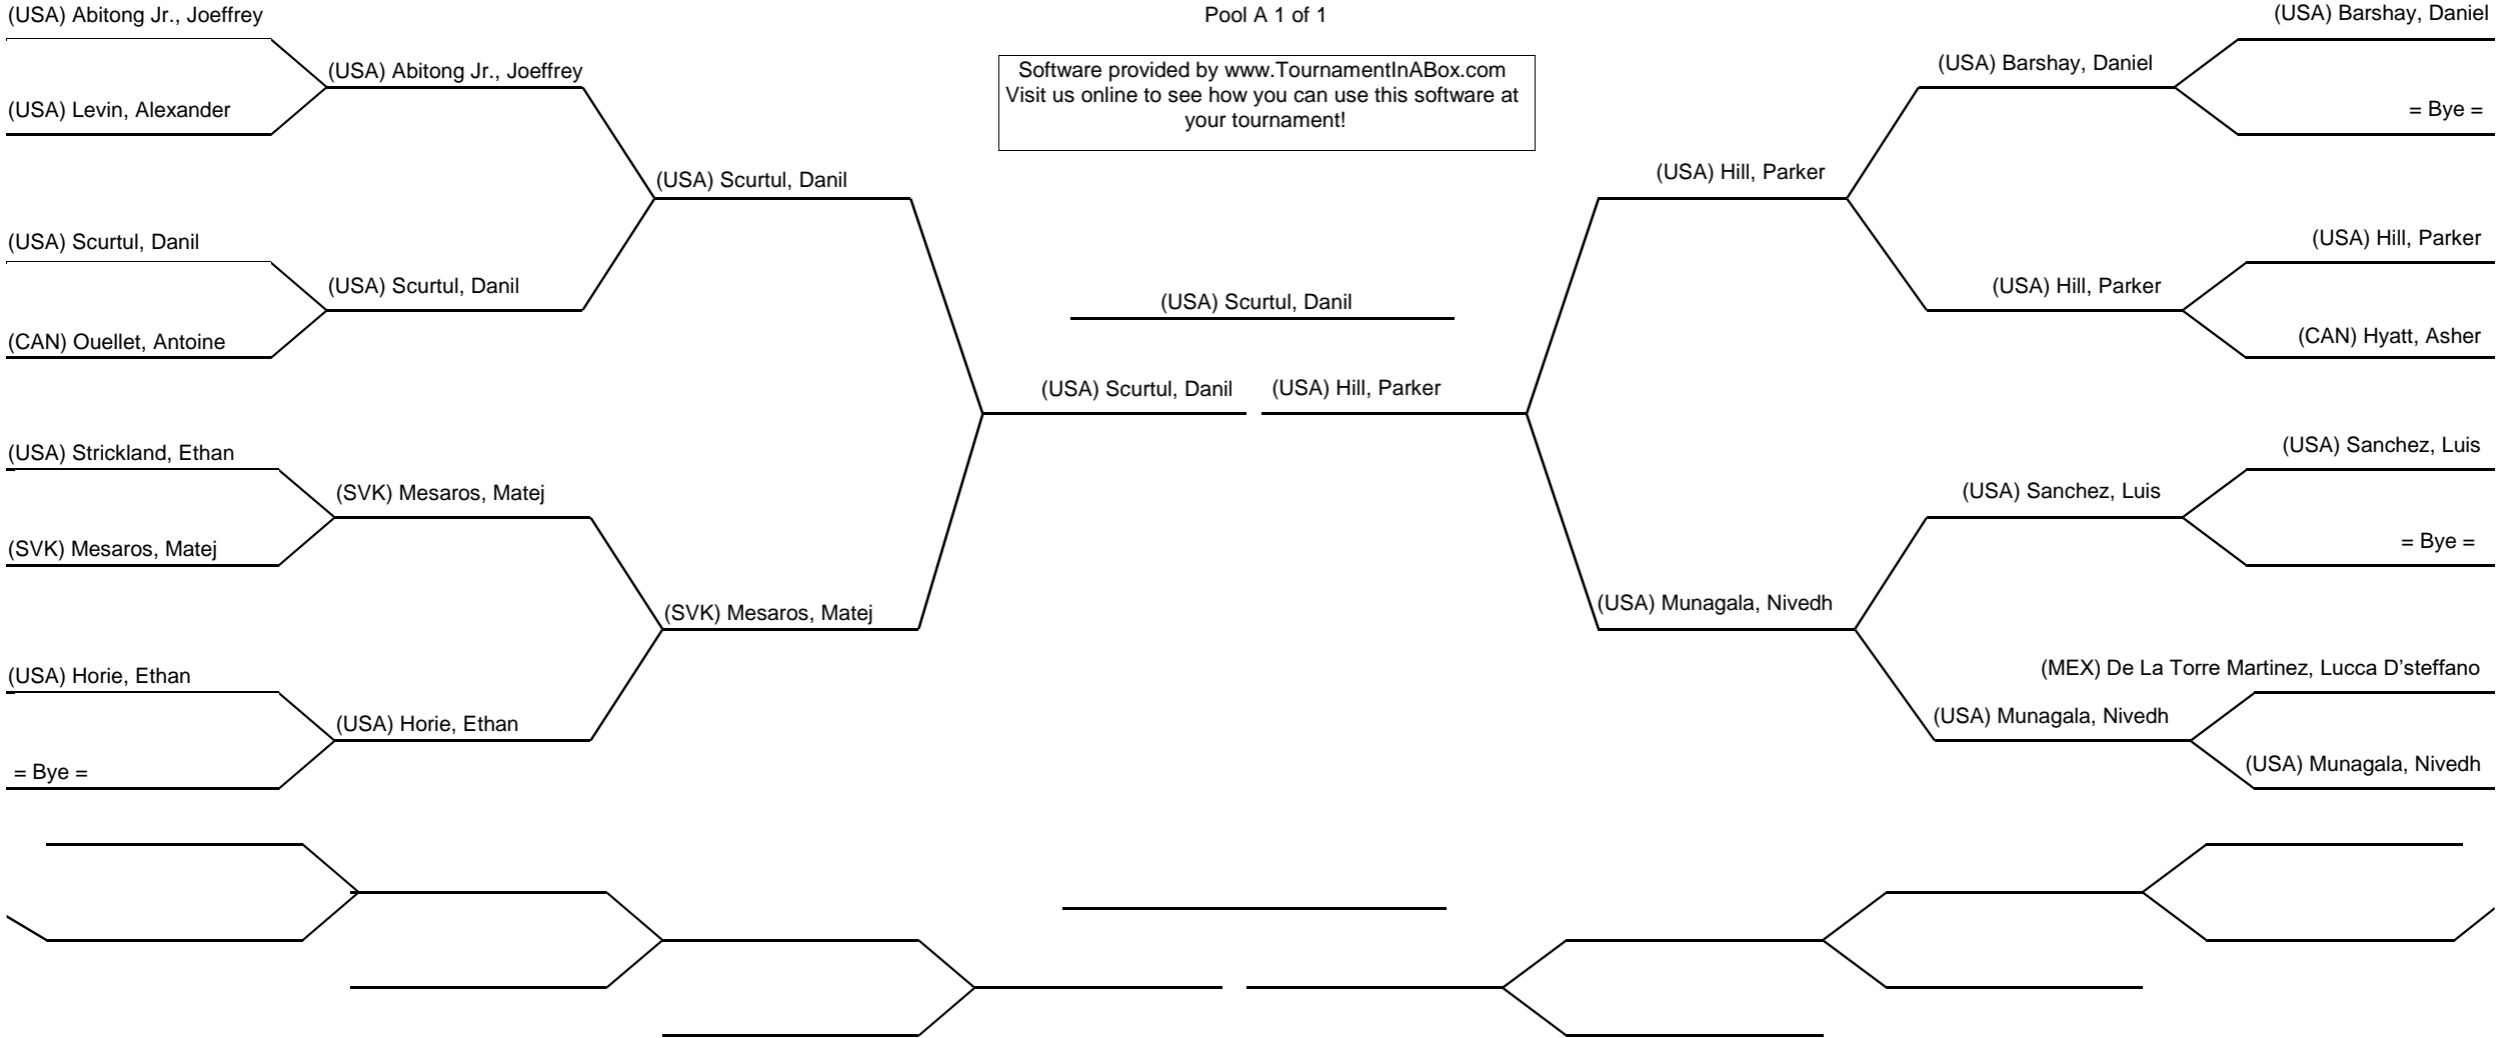 (USA) Abitong Jr., Joeffrey
(USA) Levin, Alexander
(USA) Scurtul, Danil
(CAN) Ouellet, Antoine
(USA) Strickland, Ethan
(SVK) Mesaros, Matej
(USA) Horie, Ethan
= Bye =
(USA) Abitong Jr., Joeffrey
(USA) Scurtul, Danil
(SVK) Mesaros, Matej
(USA) Horie, Ethan
(USA) Scurtul, Danil
(SVK) Mesaros, Matej
Pool A 1 of 1
Software provided by www.TournamentInABox.com
Visit us online to see how you can use this software at
your tournament!
(USA) Scurtul, Danil
(USA) Scurtul, Danil
(USA) Hill, Parker
(USA) Hill, Parker
(USA) Munagala, Nivedh
(USA) Barshay, Daniel
(USA) Hill, Parker
(USA) Sanchez, Luis
(USA) Munagala, Nivedh
(USA) Barshay, Daniel
= Bye =
(USA) Hill, Parker
(CAN) Hyatt, Asher
(USA) Sanchez, Luis
= Bye =
(MEX) De La Torre Martinez, Lucca D’steffano
(USA) Munagala, Nivedh